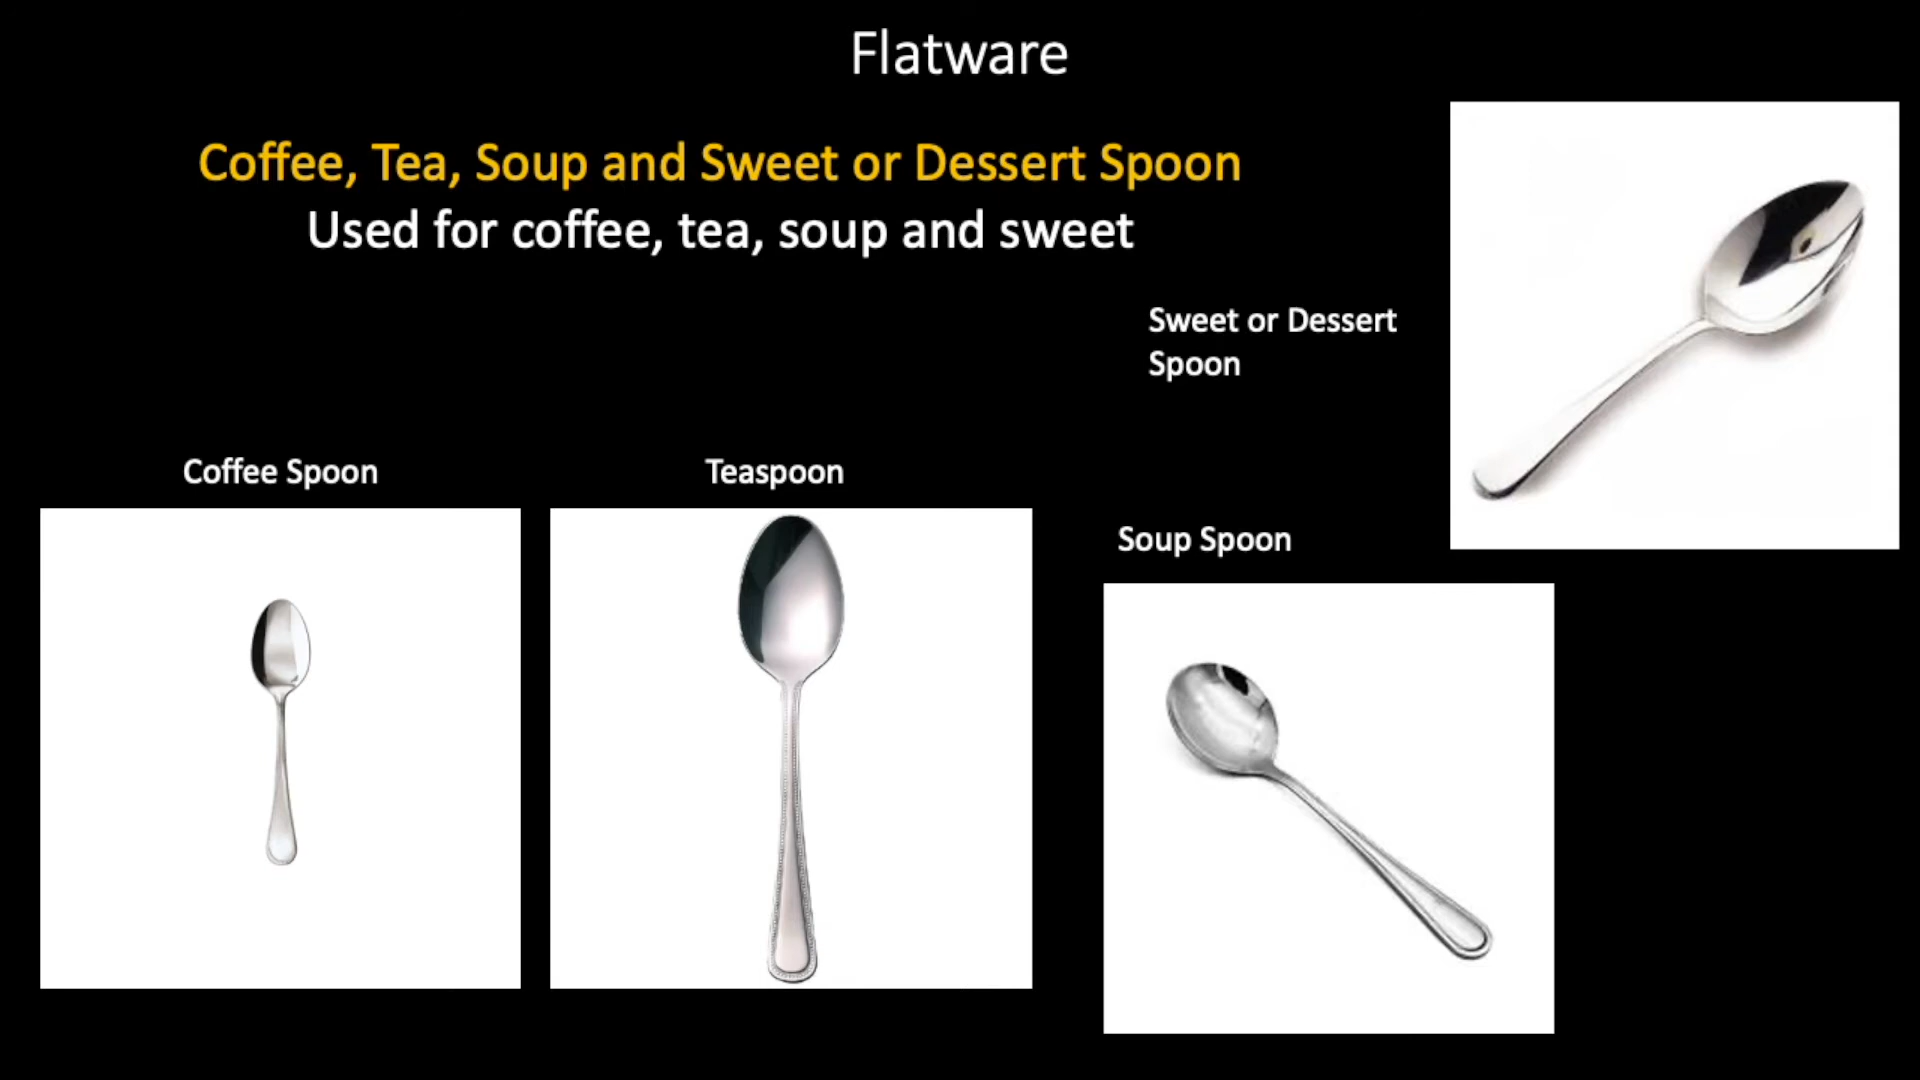 Flatware
Coffee, Tea, Soup and Sweet or Dessert Spoon
Used for coffee, tea, soup and sweet
Sweet or Dessert
Spoon
Coffee Spoon
Teaspoon
Soup Spoon